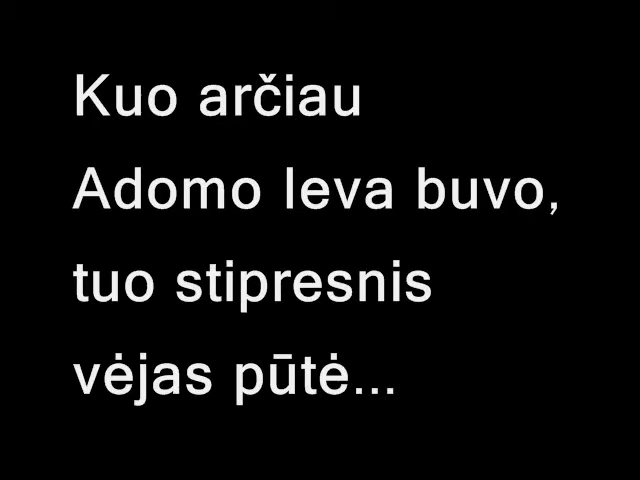 Kuo arčiau
Adomo Ieva buvo,
tuo stipresnis
vėjas pūtė...